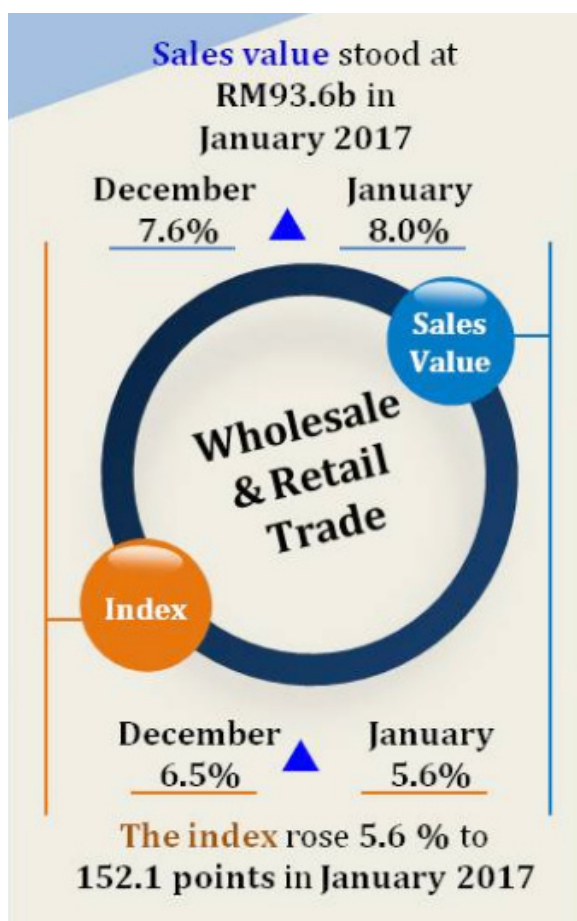 Sales value stood at
RM93.6b in
January 2017
December January
7.6% 8.0%
Sales
Value
Wholesale
& Retail
Trade
Index
December January
6.5% 5.6%
The index rose 5.6 % to
152.1 points in January 2017